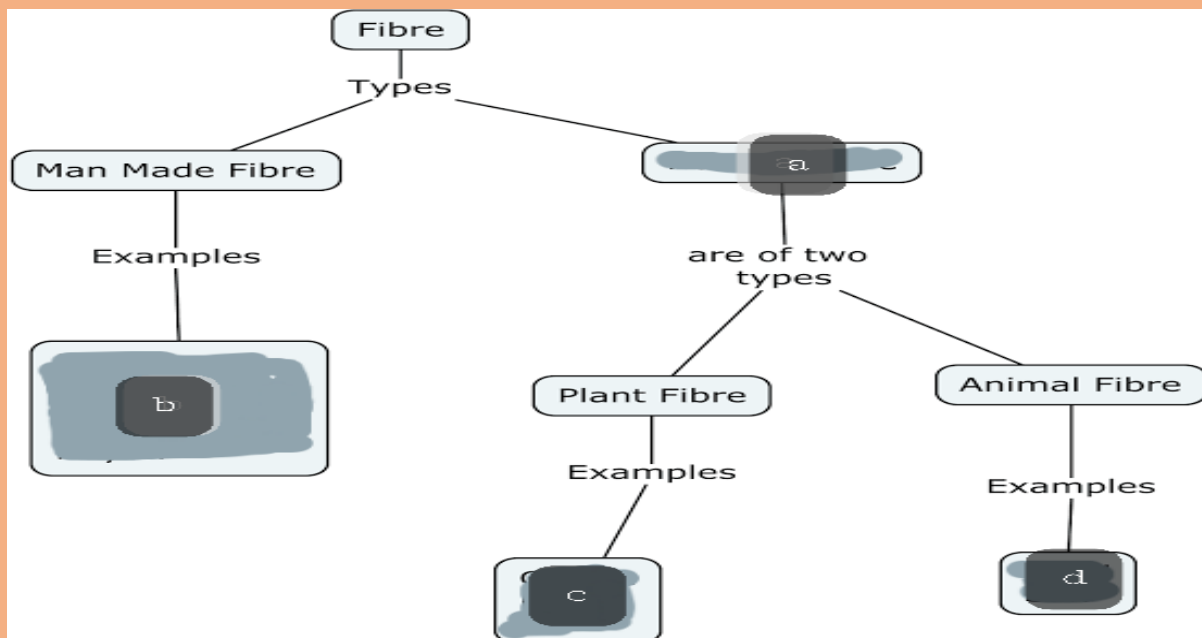 Fibre
Types
Man Made Fibre
a
Examples
are of two
types
b
Plant Fibre
Animal Fibre
Examples
Examples
c
d